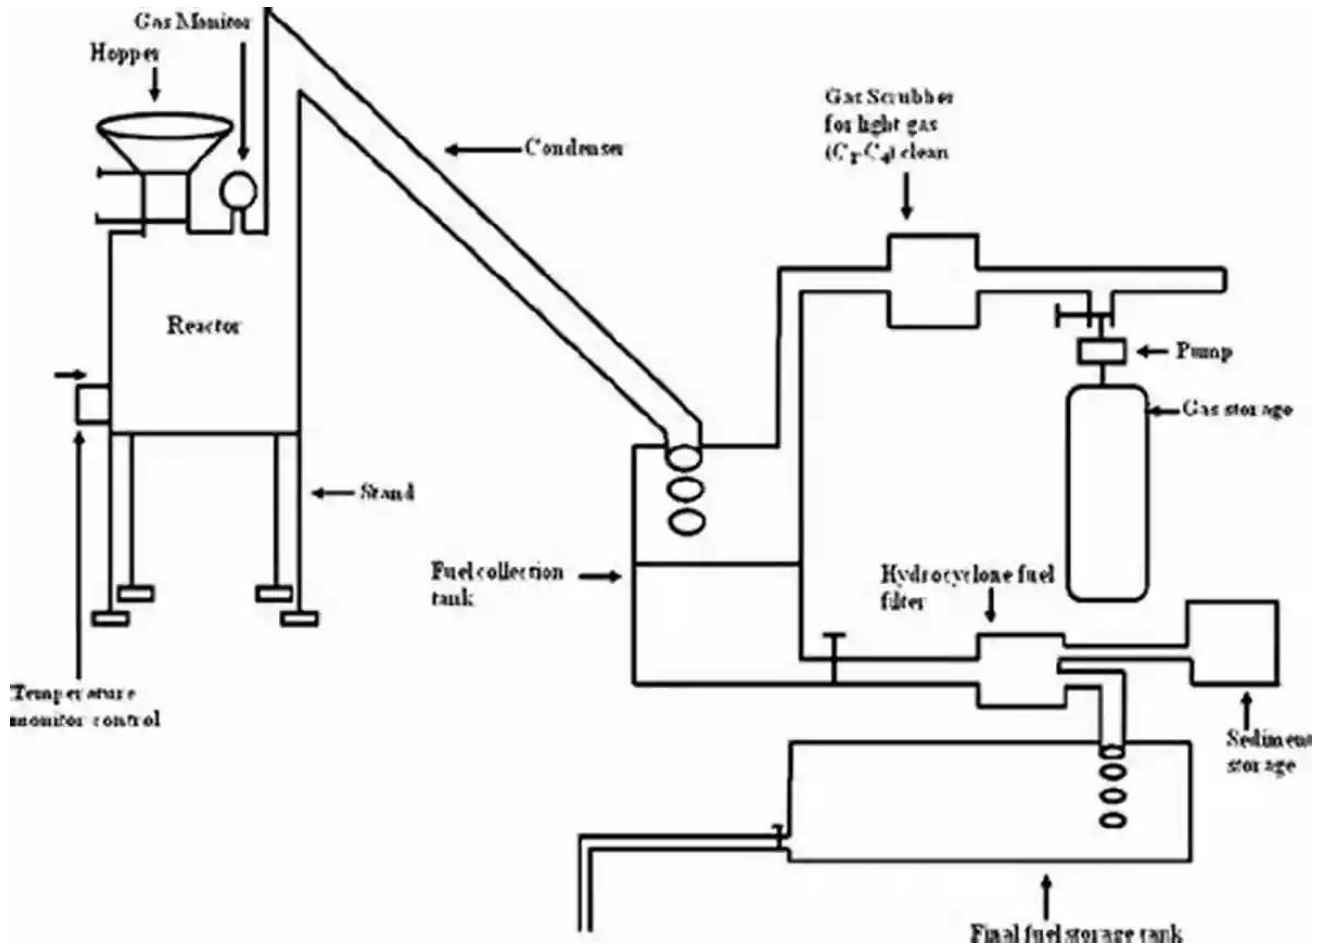 Gas Monitor
Hopper
Condenser
Gas Scrubber
for light gas
(C1-C4) clean
Reactor
Pump
Gas storage
Stand
Fuel collection
tank
Hydrocyclone fuel
filter
Temperature
monitor control
Sediment
storage
Final fuel storage tank